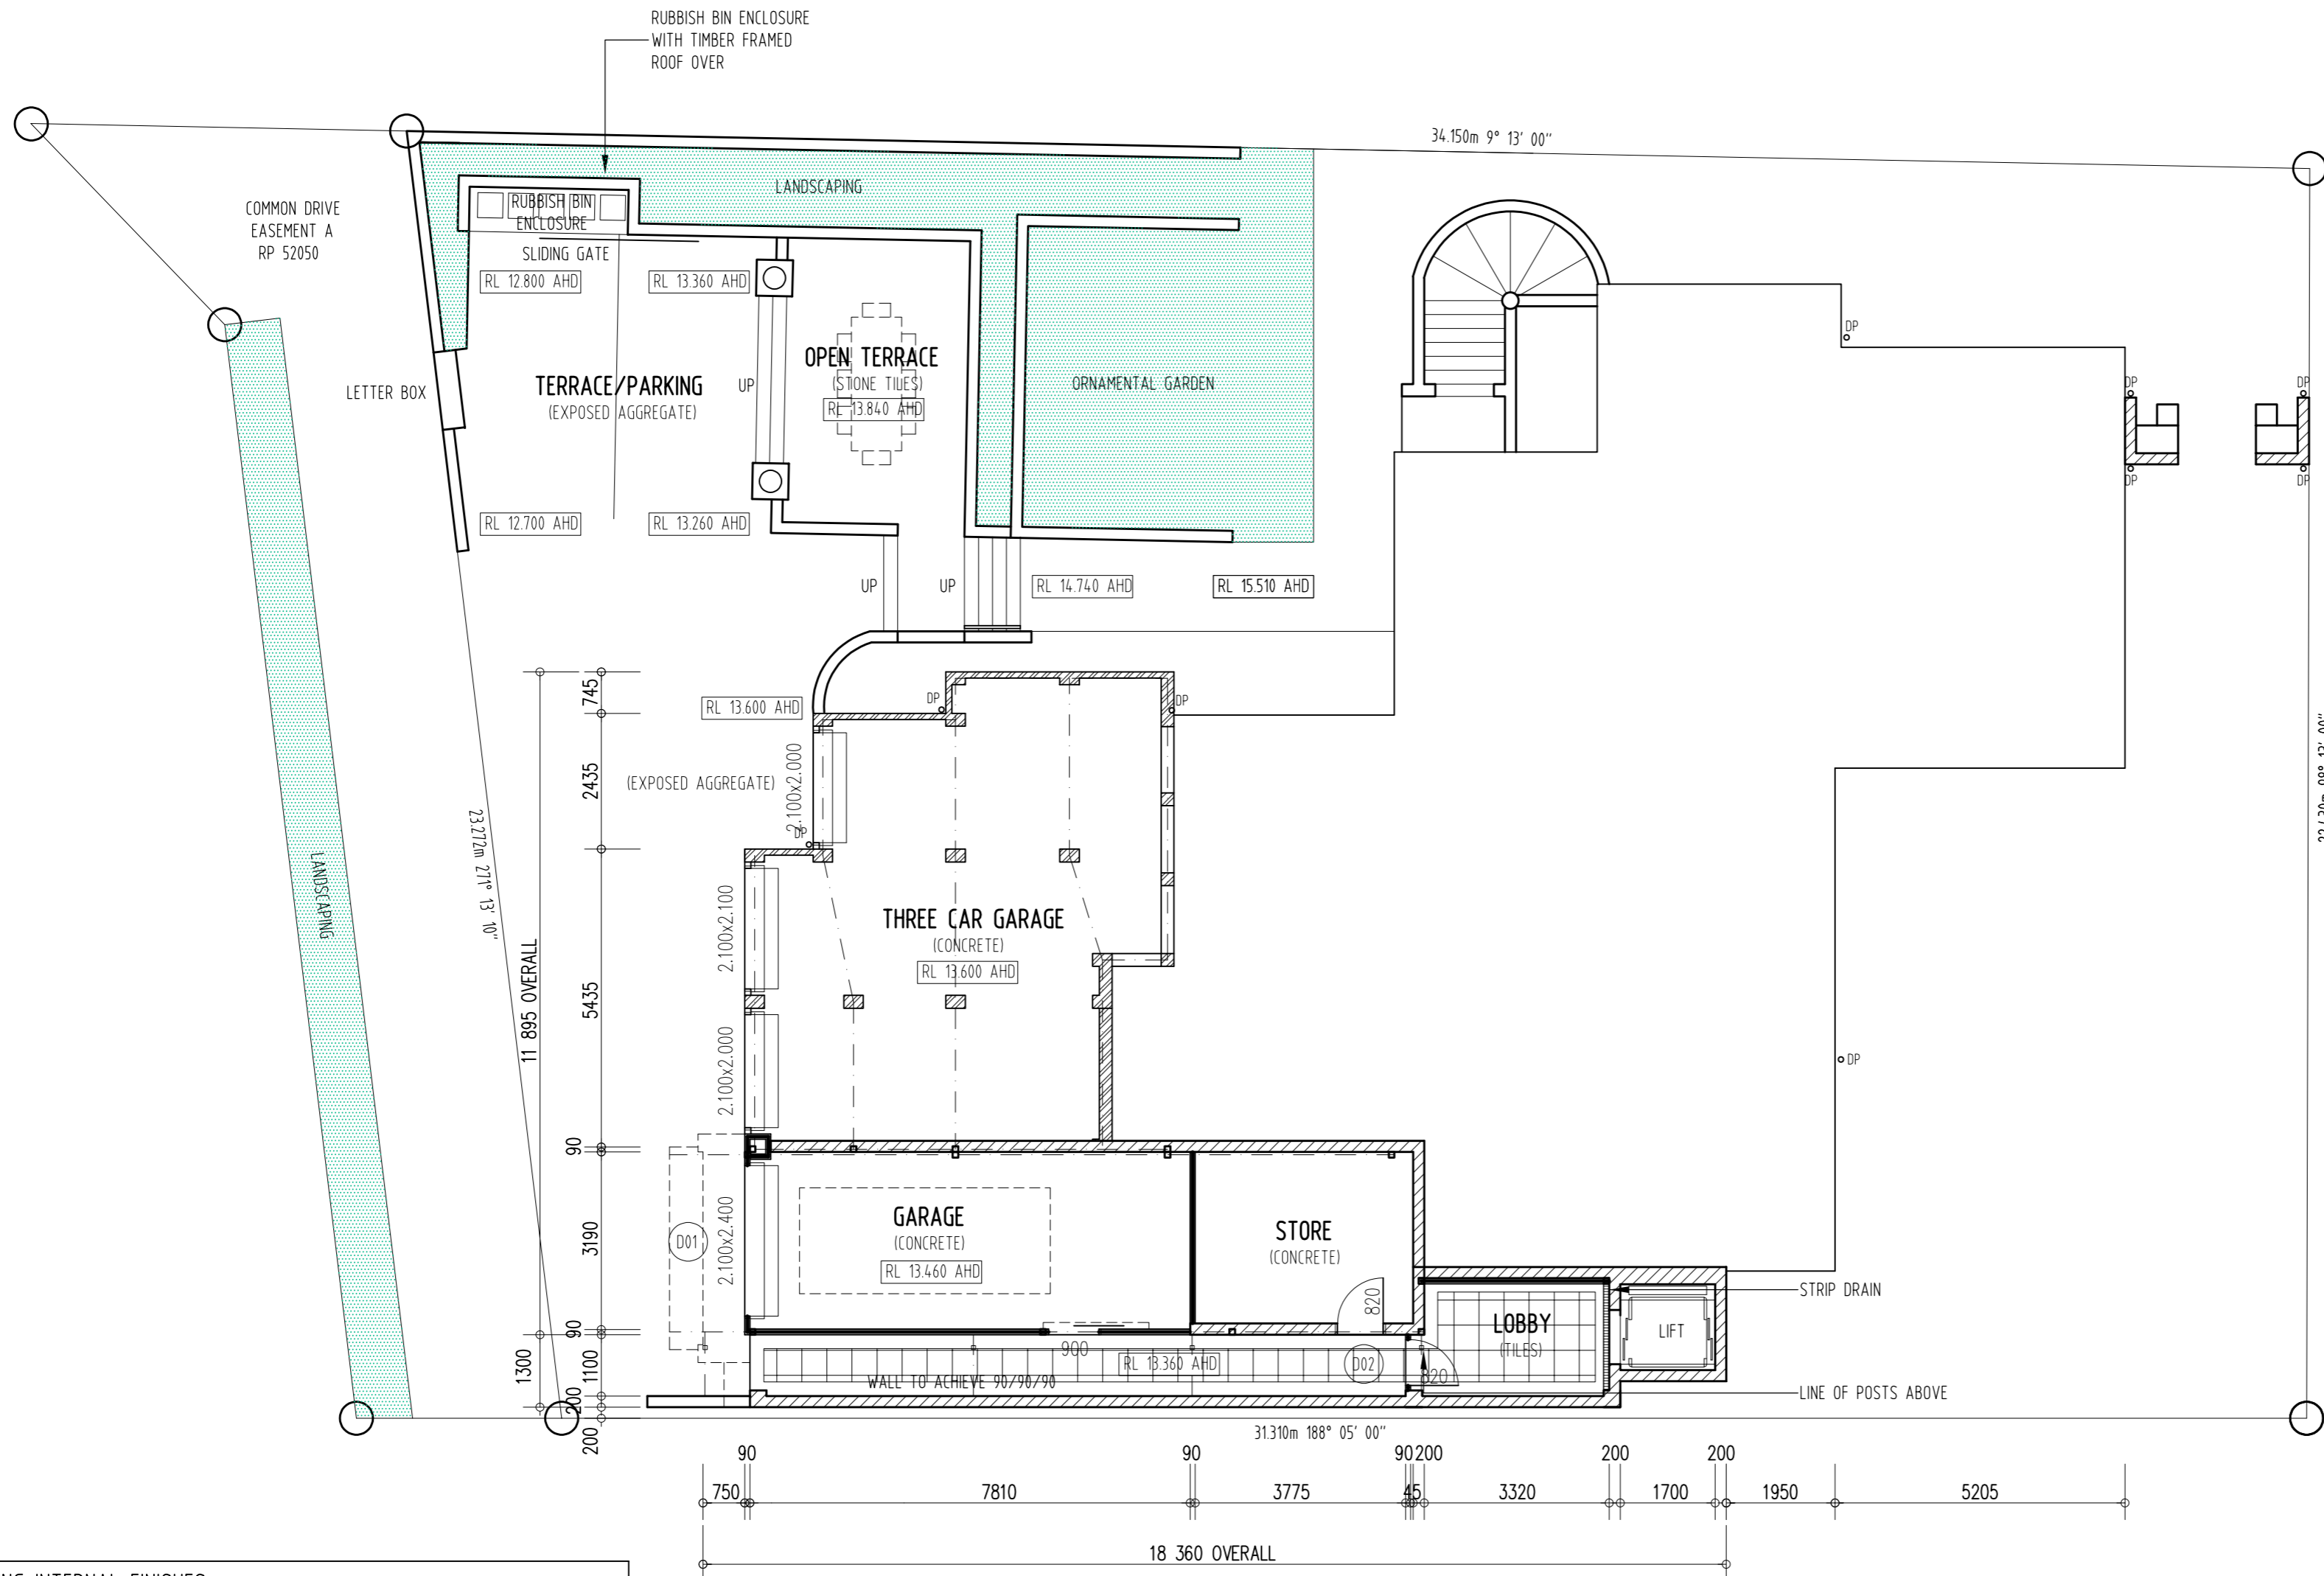 RUBBISH BIN ENCLOSURE
WITH TIMBER FRAMED
ROOF OVER
34.150m 9° 13' 00"
COMMON DRIVE
EASEMENT A
RP 52050
LANDSCAPING
RUBBISH BIN
ENCLOSURE
SLIDING GATE
RL 12.800 AHD
RL 13.360 AHD
LETTER BOX
TERRACE/PARKING
(EXPOSED AGGREGATE)
UP
OPEN TERRACE
(STONE TILES)
RL 13.840 AHD
ORNAMENTAL GARDEN
DP
DP
DP
DP
DP
RL 12.700 AHD
RL 13.260 AHD
UP
UP
RL 14.740 AHD
RL 15.510 AHD
745
RL 13.600 AHD
DP
DP
2435
(EXPOSED AGGREGATE)
2.100x2.000
DP
LANDSCAPING
23.272m 271° 13' 10"
11 895 OVERALL
5435
2.100x2.100
THREE CAR GARAGE
(CONCRETE)
RL 13.600 AHD
2.100x2.000
DP
90
3190
D01
2.100x2.400
GARAGE
(CONCRETE)
RL 13.460 AHD
STORE
(CONCRETE)
820
STRIP DRAIN
LOBBY
(TILES)
LIFT
90
1300
1100
900
RL 13.360 AHD
D02
820
WALL TO ACHIEVE 90/90/90
LINE OF POSTS ABOVE
200
200
31.310m 188° 05' 00"
90
90
90
200
200
200
750
7810
3775
45
3320
1700
1950
5205
18 360 OVERALL
INTERNAL FINISHES